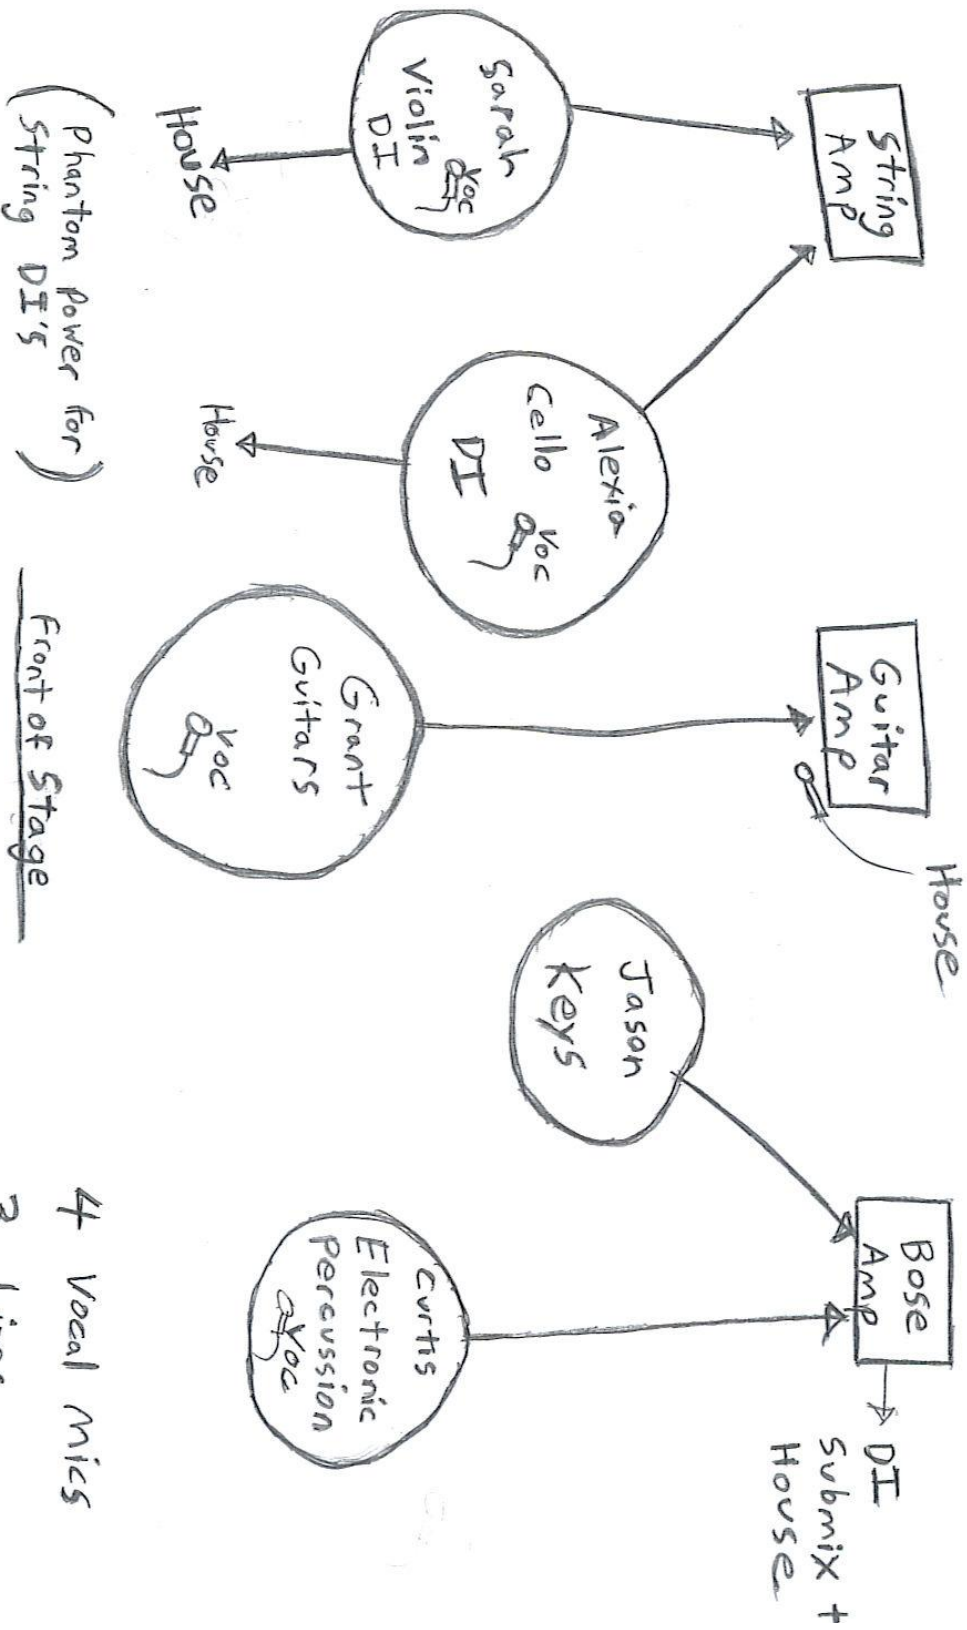 String
Amp
Guitar
Amp
House
Bose
Amp
DI
Submix +
House
Sarah
Violin
DI
Voc
House
Alexia
Cello
DI
Voc
House
Grant
Guitars
Voc
Jason
Keys
Curtis
Electronic
Percussion
Voc
(Phantom Power for
String DI's)
Front of Stage
4 Vocal Mics